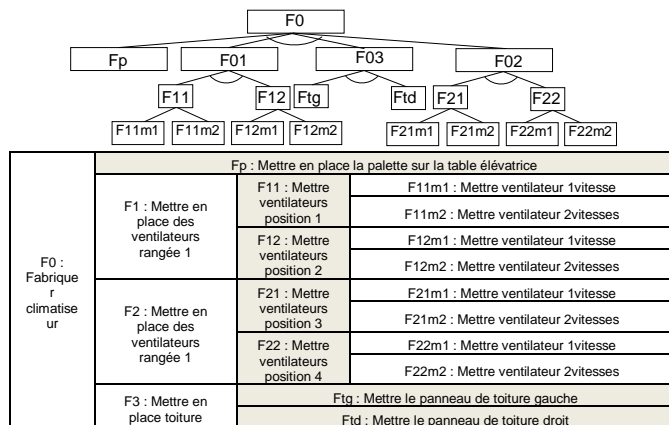 F0
Fp
F01
F03
F02
F11
F12
Ftg
Ftd
F21
F22
F11m1
F11m2
F12m1
F12m2
F21m1
F21m2
F22m1
F22m2
F0 :
Fabrique
r
climatise
ur
Fp : Mettre en place la palette sur la table élévatrice
F1 : Mettre en
place des
ventilateurs
rangée 1
F11 : Mettre
ventilateurs
position 1
F11m1 : Mettre ventilateur 1vitesse
F11m2 : Mettre ventilateur 2vitesses
F12 : Mettre
ventilateurs
position 2
F12m1 : Mettre ventilateur 1vitesse
F12m2 : Mettre ventilateur 2vitesses
F2 : Mettre en
place des
ventilateurs
rangée 1
F21 : Mettre
ventilateurs
position 3
F21m1 : Mettre ventilateur 1vitesse
F21m2 : Mettre ventilateur 2vitesses
F22 : Mettre
ventilateurs
position 4
F22m1 : Mettre ventilateur 1vitesse
F22m2 : Mettre ventilateur 2vitesses
F3 : Mettre en
place toiture
Ftg : Mettre le panneau de toiture gauche
Ftd : Mettre le panneau de toiture droit